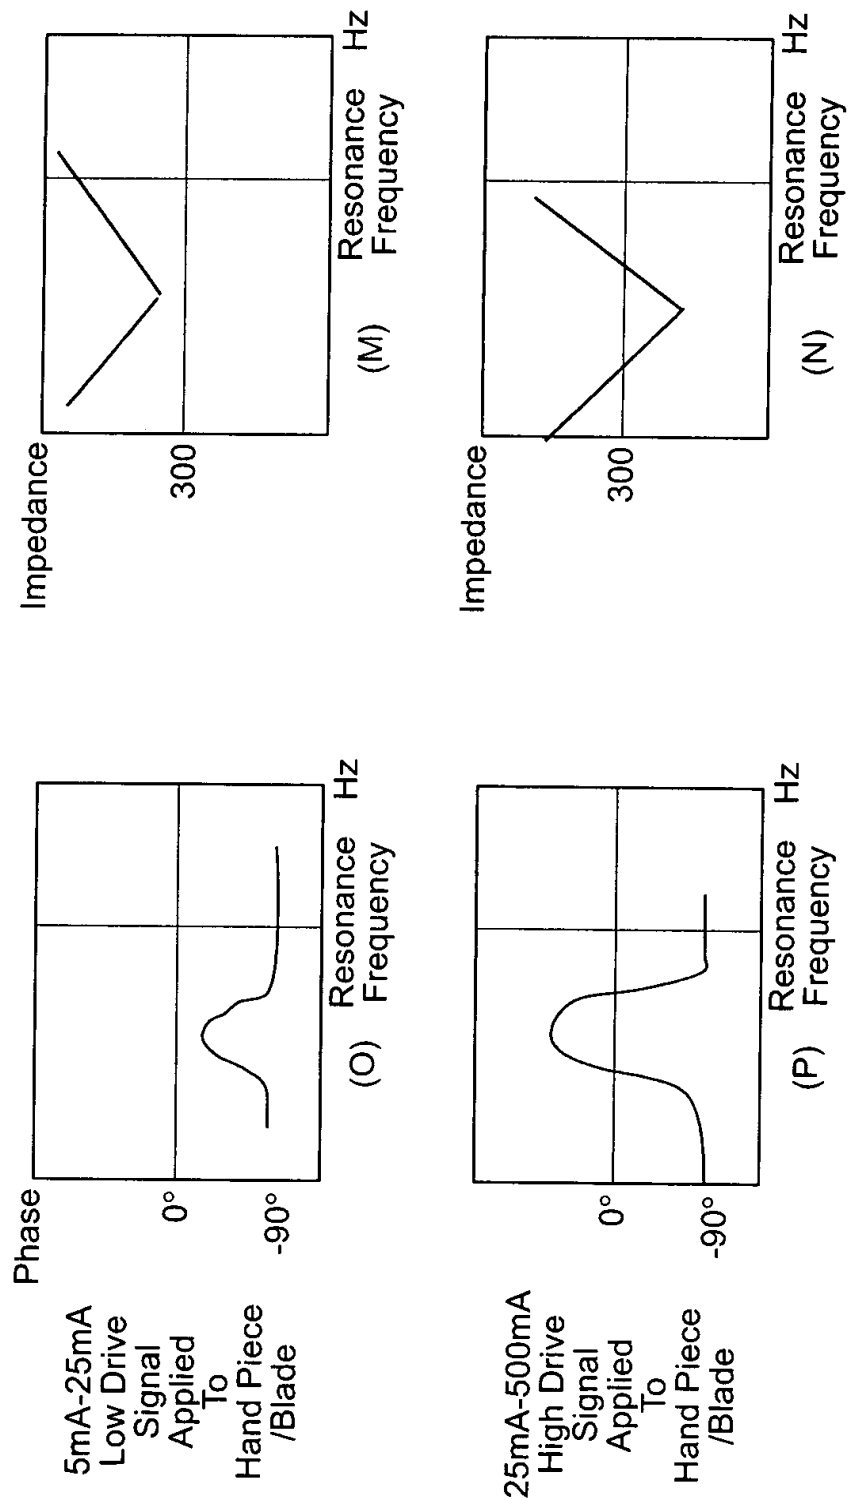 5mA-25mA
Low Drive
Signal
Applied
To
Hand Piece
/Blade
Phase
0°
-90°
Resonance
Frequency
Hz
(O)
Impedance
300
Resonance
Frequency
Hz
(M)
25mA-500mA
High Drive
Signal
Applied
To
Hand Piece
/Blade
0°
-90°
Resonance
Frequency
Hz
(P)
Impedance
300
Resonance
Frequency
Hz
(N)